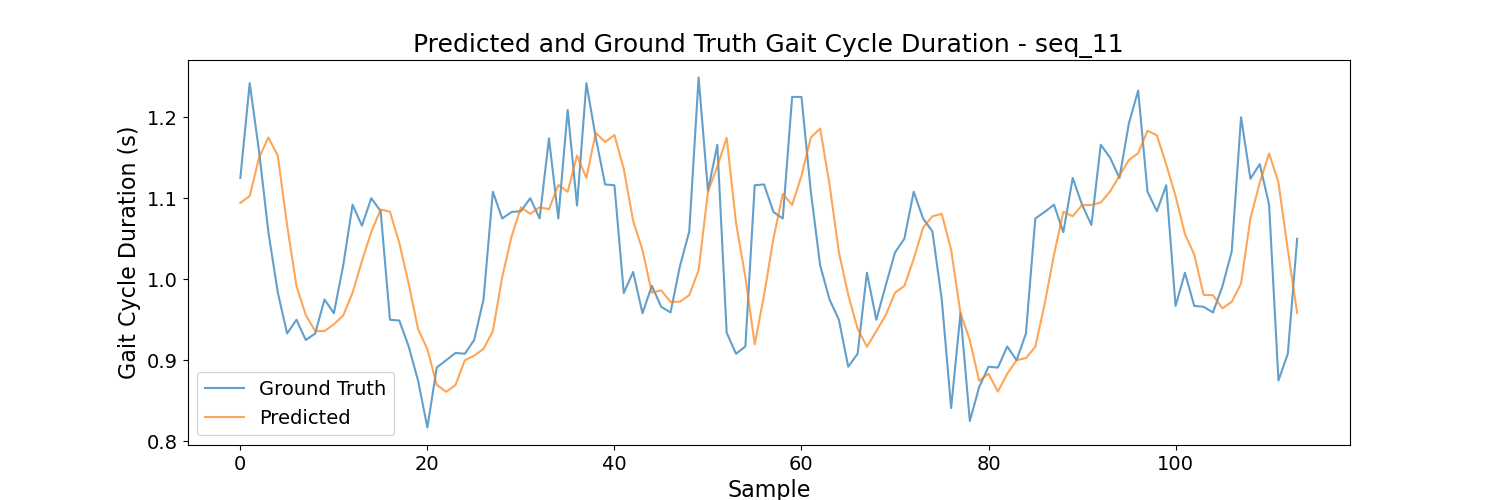 Predicted and Ground Truth Gait Cycle Duration - seq_11
Gait Cycle Duration (s)
1.2
1.1
1.0
0.9
0.8
Ground Truth
Predicted
0 20 40 60 80 100
Sample